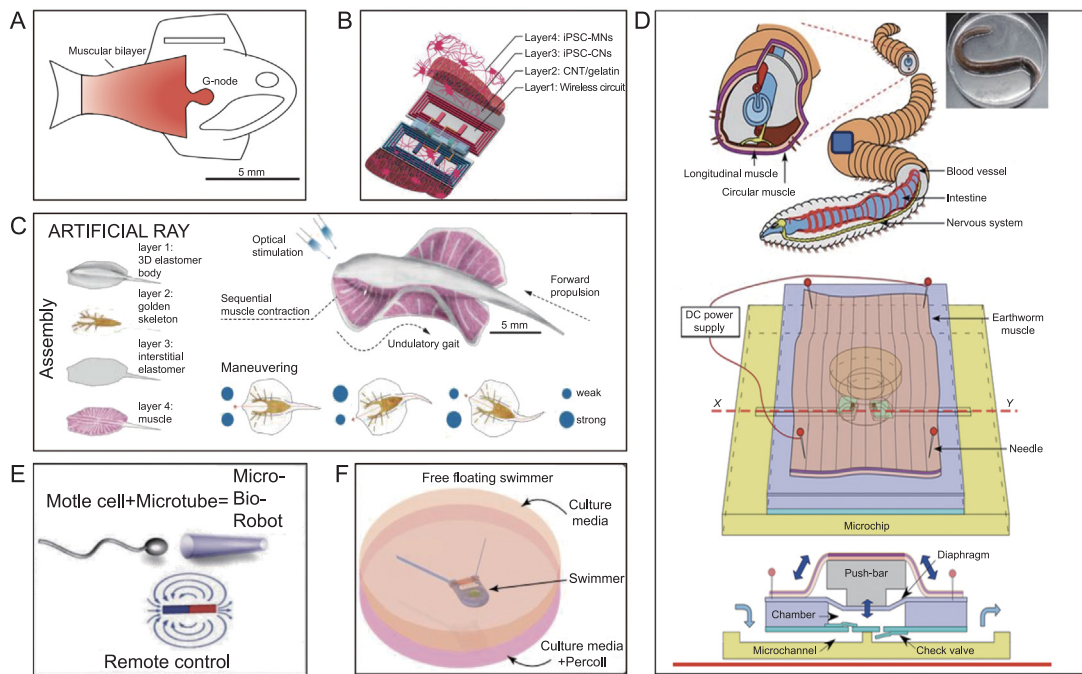 A
Muscular bilayer
G-node
5 mm
B
Layer4: iPSC-MNs
Layer3: iPSC-CNs
Layer2: CNT/gelatin
Layer1: Wireless circuit
C
ARTIFICIAL RAY
Assembly
layer 1:
3D elastomer
body
layer 2:
golden
skeleton
layer 3:
interstitial
elastomer
layer 4:
muscle
Optical
stimulation
Sequential
muscle contraction
Undulatory gait
Forward
propulsion
5 mm
Maneuvering
weak
strong
D
Longitudinal muscle
Circular muscle
Blood vessel
Intestine
Nervous system
DC power
supply
Earthworm
muscle
X
Y
Needle
Microchip
Push-bar
Diaphragm
Chamber
Microchannel
Check valve
E
Motle cell+Microtube=
Micro-
Bio-
Robot
Remote control
F
Free floating swimmer
Culture
media
Swimmer
Culture media
+Percoll